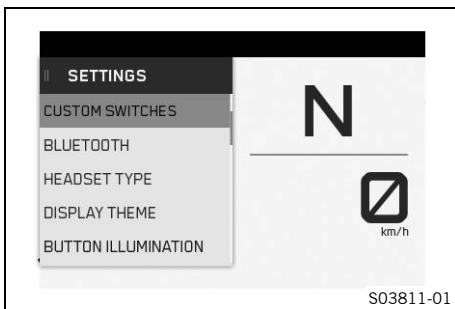 SETTINGS
CUSTOM SWITCHES
BLUETOOTH
HEADSET TYPE
DISPLAY THEME
BUTTON ILLUMINATION
N
0
km/h
S03811-01